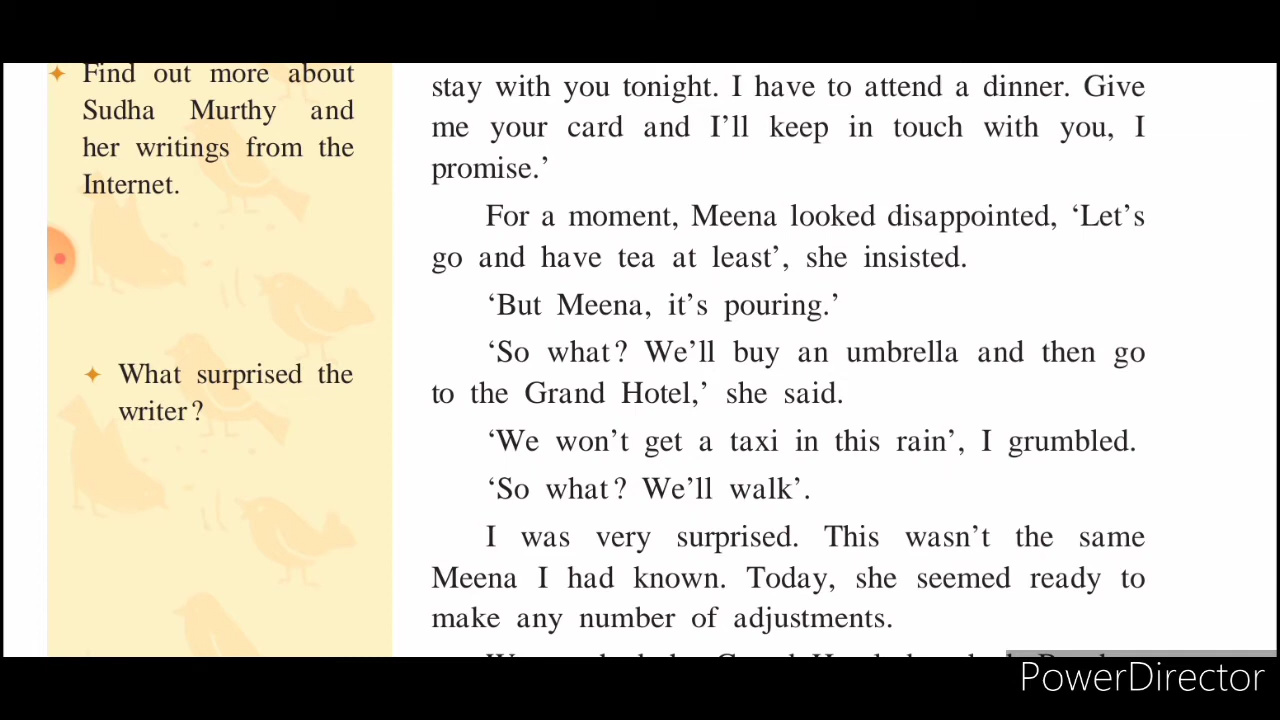 Find out more about
Sudha Murthy and
her writings from the
Internet.
What surprised the
writer?
stay with you tonight. I have to attend a dinner. Give
me your card and I’ll keep in touch with you, I
promise.’
For a moment, Meena looked disappointed, ‘Let’s
go and have tea at least’, she insisted.
‘But Meena, it’s pouring.’
‘So what? We’ll buy an umbrella and then go
to the Grand Hotel,’ she said.
‘We won’t get a taxi in this rain’, I grumbled.
‘So what? We’ll walk’.
I was very surprised. This wasn’t the same
Meena I had known. Today, she seemed ready to
make any number of adjustments.
PowerDirector